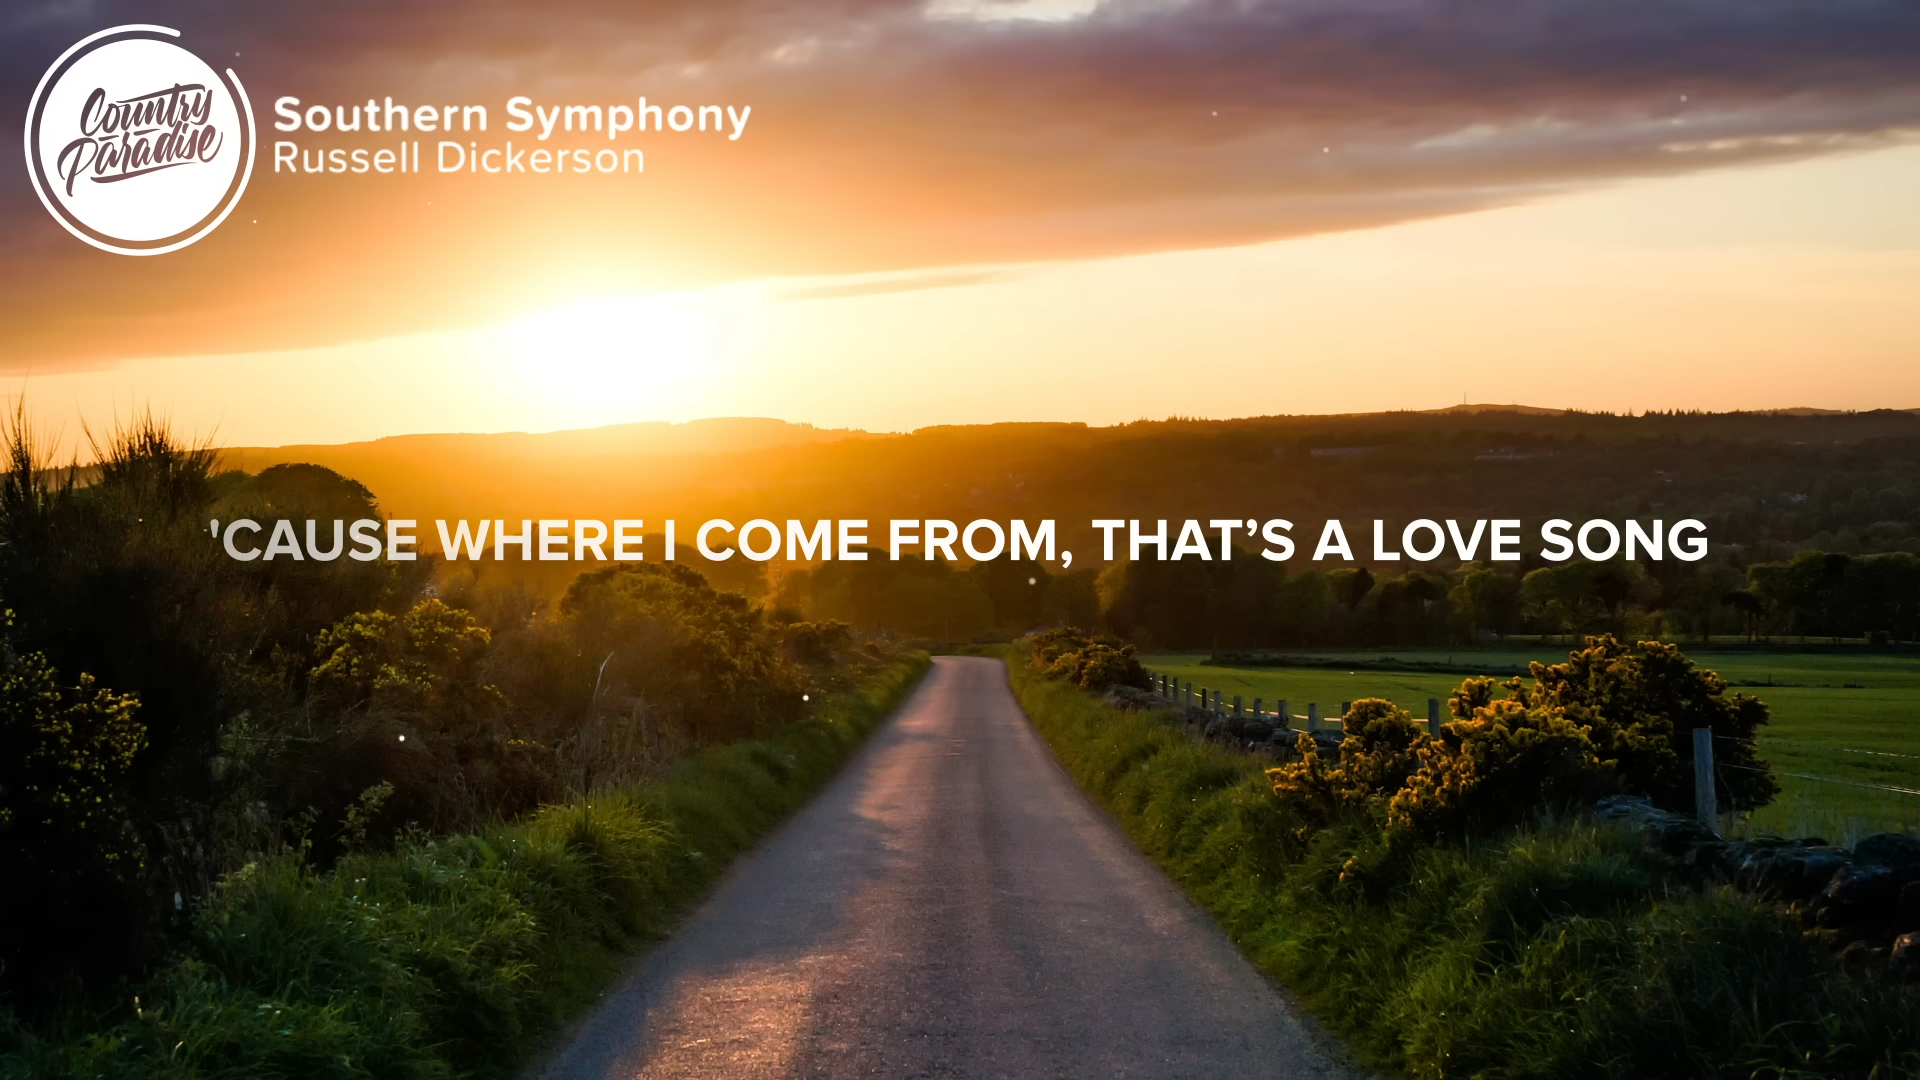 Country
Paradise
Southern Symphony
Russell Dickerson
'CAUSE WHERE I COME FROM, THAT’S A LOVE SONG